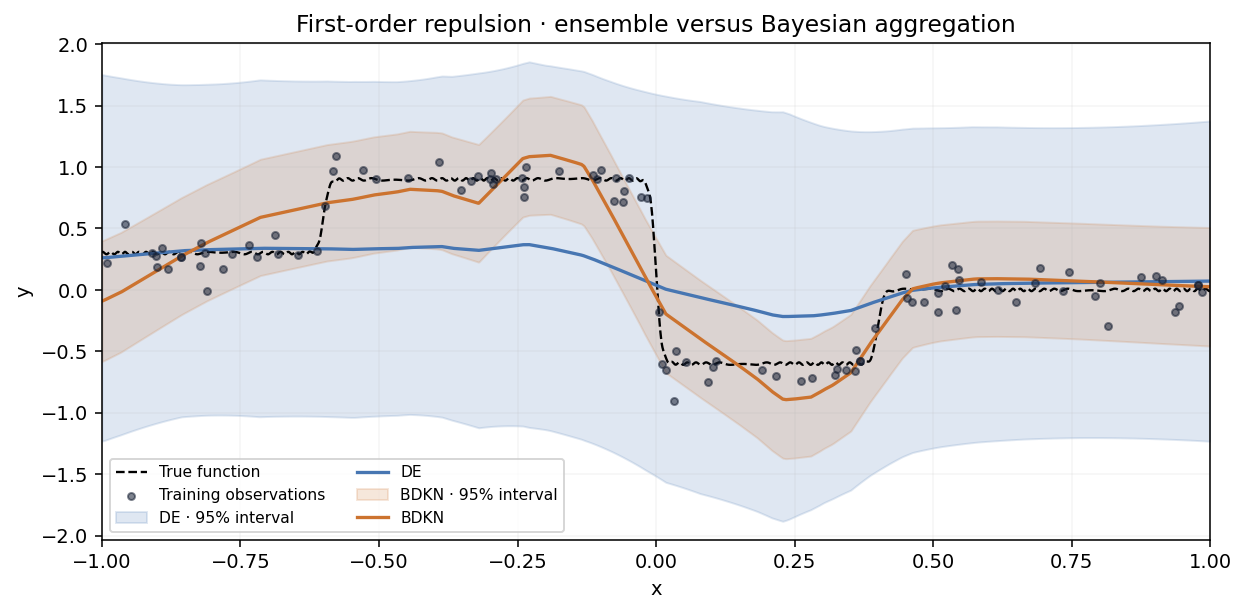 First-order repulsion · ensemble versus Bayesian aggregation
y
2.0
1.5
1.0
0.5
0.0
−0.5
−1.0
−1.5
−2.0
True function
Training observations
DE · 95% interval
DE
BDKN · 95% interval
BDKN
−1.00 −0.75 −0.50 −0.25 0.00 0.25 0.50 0.75 1.00
x